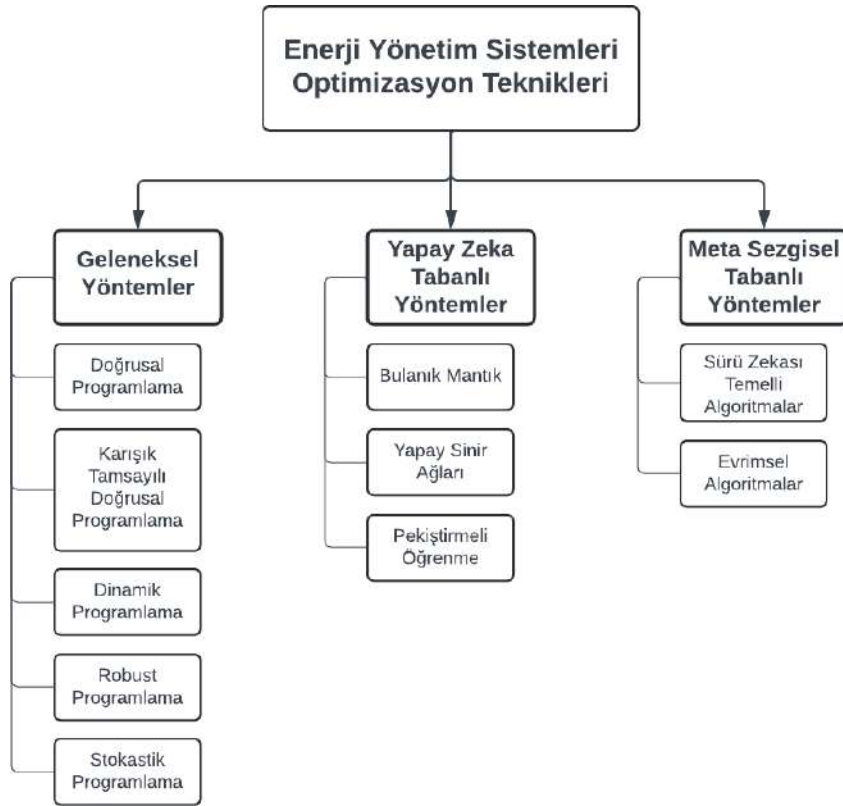 Enerji Yönetim Sistemleri
Optimizasyon Teknikleri
Geleneksel
Yöntemler
Doğrusal
Programlama
Karışık
Tamsayılı
Doğrusal
Programlama
Dinamik
Programlama
Robust
Programlama
Stokastik
Programlama
Yapay Zeka
Tabanlı
Yöntemler
Bulanık Mantık
Yapay Sinir
Ağları
Pekiştirmeli
Öğrenme
Meta Sezgisel
Tabanlı
Yöntemler
Sürü Zekası
Temelli
Algoritmalar
Evrimsel
Algoritmalar